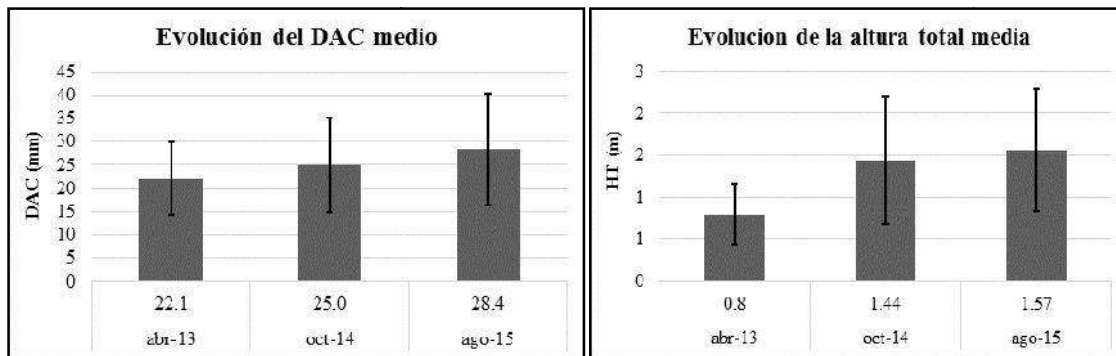 Evolución del DAC medio
45
40
35
30
25
20
15
10
5
0
DAC (mm)
22.1 25.0 28.4
abr-13 oct-14 ago-15
Evolucion de la altura total media
3
2
2
1
1
0
HT (m)
0.8 1.44 1.57
abr-13 oct-14 ago-15